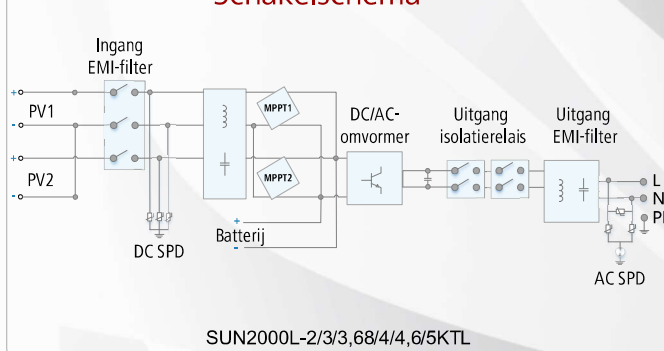 Schakelschema
Ingang
EMI-filter
PV1
PV2
MPPT1
MPPT2
DC SPD
Batterij
DC/AC-
omvormer
Uitgang
isolatierelais
Uitgang
EMI-filter
L
N
AC SPD
SUN2000L-2/3/3,68/4/4,6/5KTL